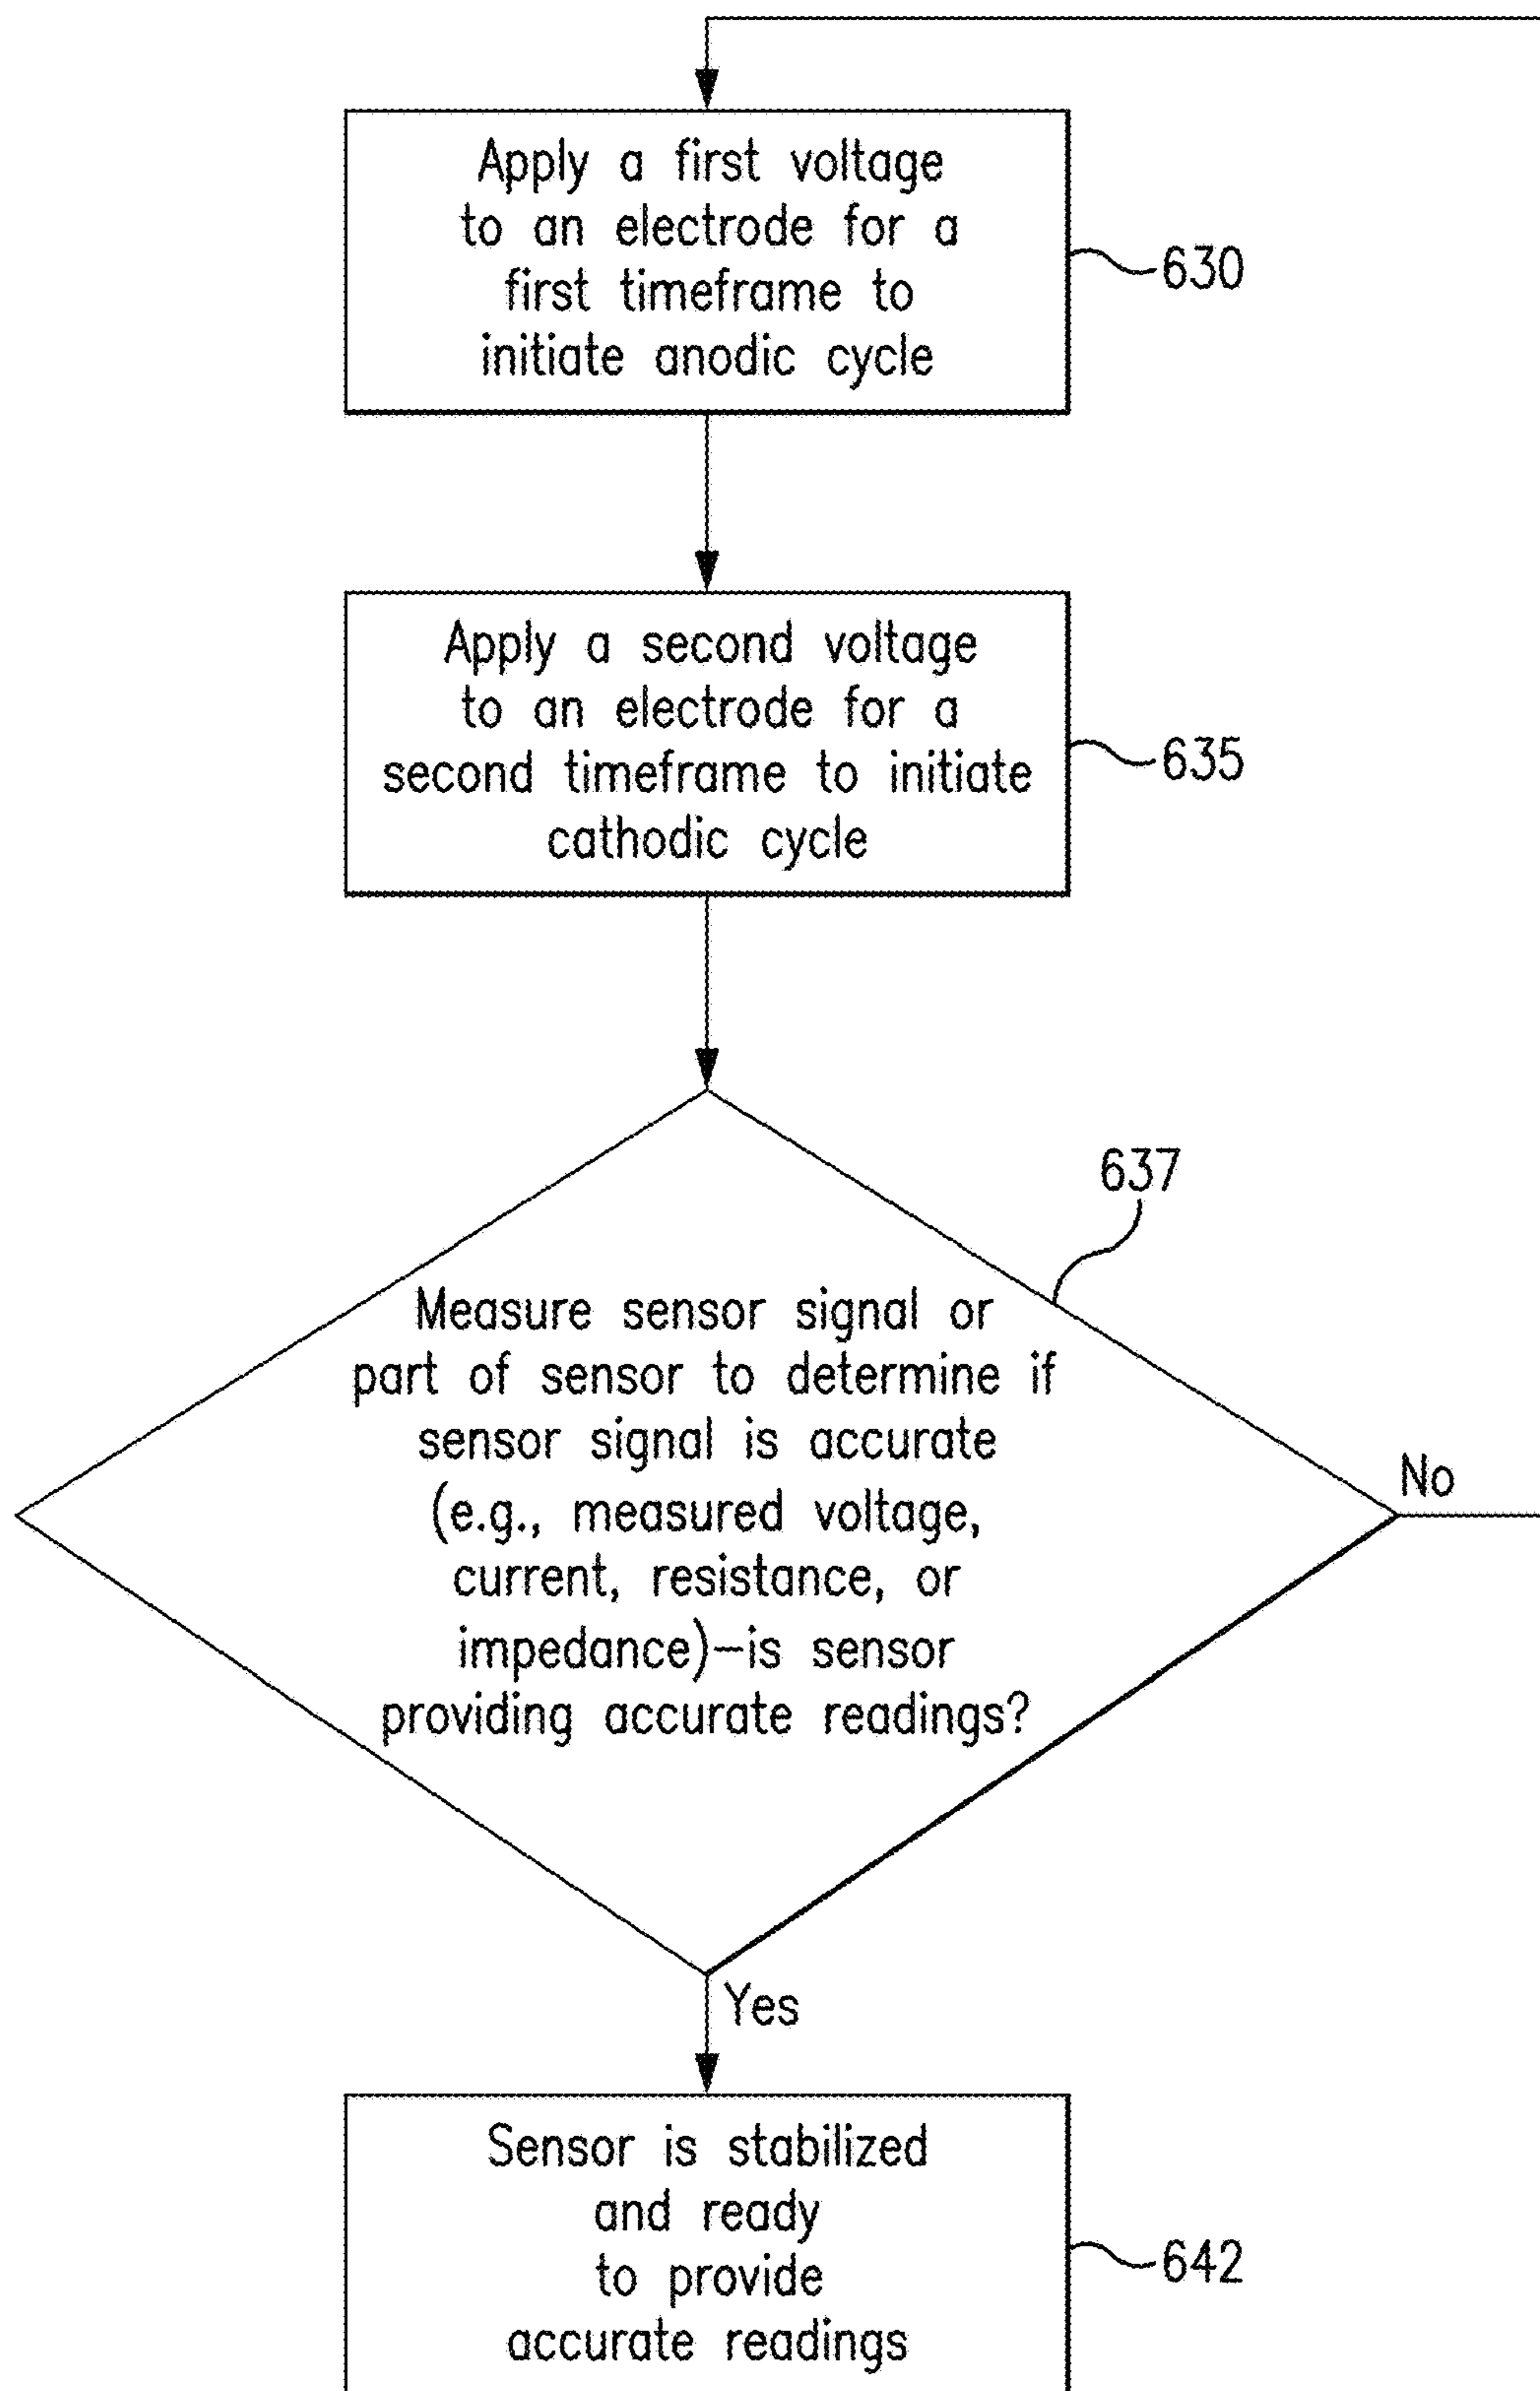 Apply a first voltage
to an electrode for a
first timeframe to
initiate anodic cycle
630
Apply a second voltage
to an electrode for a
second timeframe to initiate
cathodic cycle
635
637
Measure sensor signal or
part of sensor to determine if
sensor signal is accurate
(e.g., measured voltage,
current, resistance, or
impedance)–is sensor
providing accurate readings?
No
Yes
Sensor is stabilized
and ready
to provide
accurate readings
642